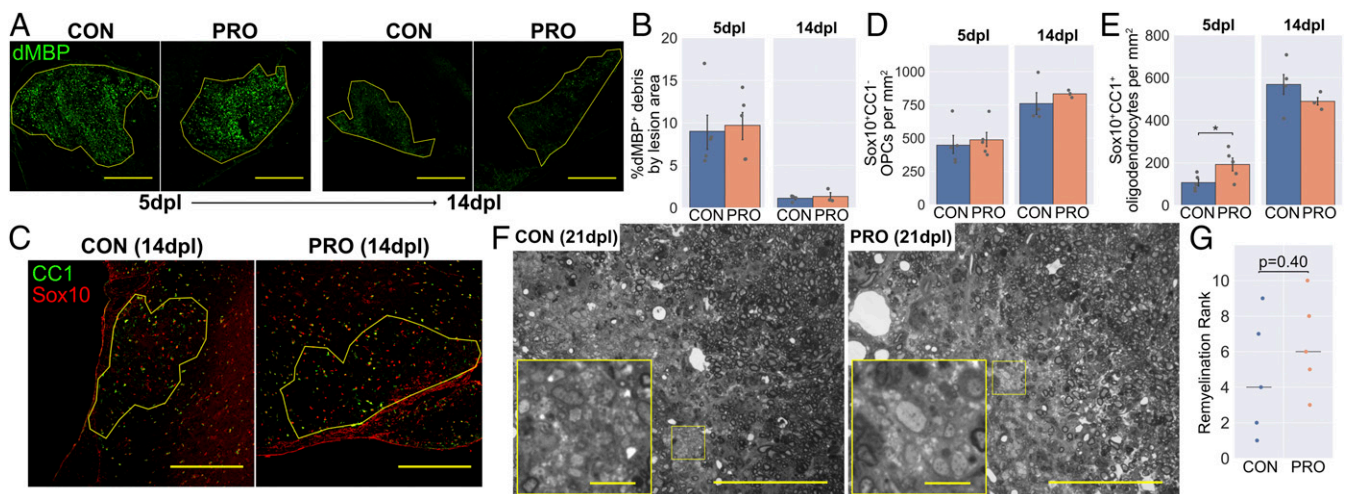 A
CON PRO CON PRO
dMBP
5dpl 14dpl
B
5dpl 14dpl
%dMBP⁺ debris
by lesion area
20
15
10
5
0
CON PRO CON PRO
D
5dpl 14dpl
Sox10⁺CC1⁻
OPCs per mm²
1000
750
500
250
0
CON PRO CON PRO
E
5dpl 14dpl
Sox10⁺CC1⁺
oligodendrocytes per mm²
800
600
400
200
0
*
CON PRO CON PRO
C
CON (14dpl) PRO (14dpl)
CC1
Sox10
F
CON (21dpl) PRO (21dpl)
G
p=0.40
Remyelination Rank
10
8
6
4
2
0
CON PRO